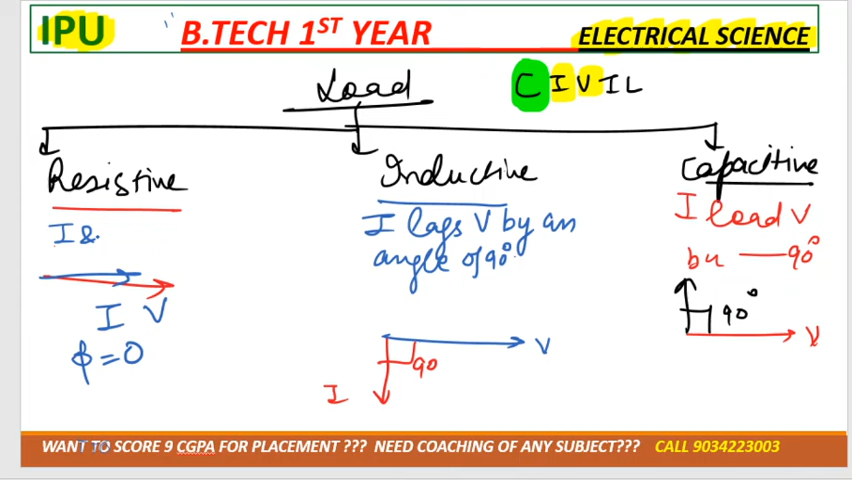 IPU
B.TECH 1ST YEAR
ELECTRICAL SCIENCE
Load
CIVIL
Resistive
I &
I V
φ = 0
Inductive
I lags V by an
angle of 90°
V
90
I
Capacitive
I lead V
by — 90°
90°
V
WANT TO SCORE 9 CGPA FOR PLACEMENT ??? NEED COACHING OF ANY SUBJECT??? CALL 9034223003